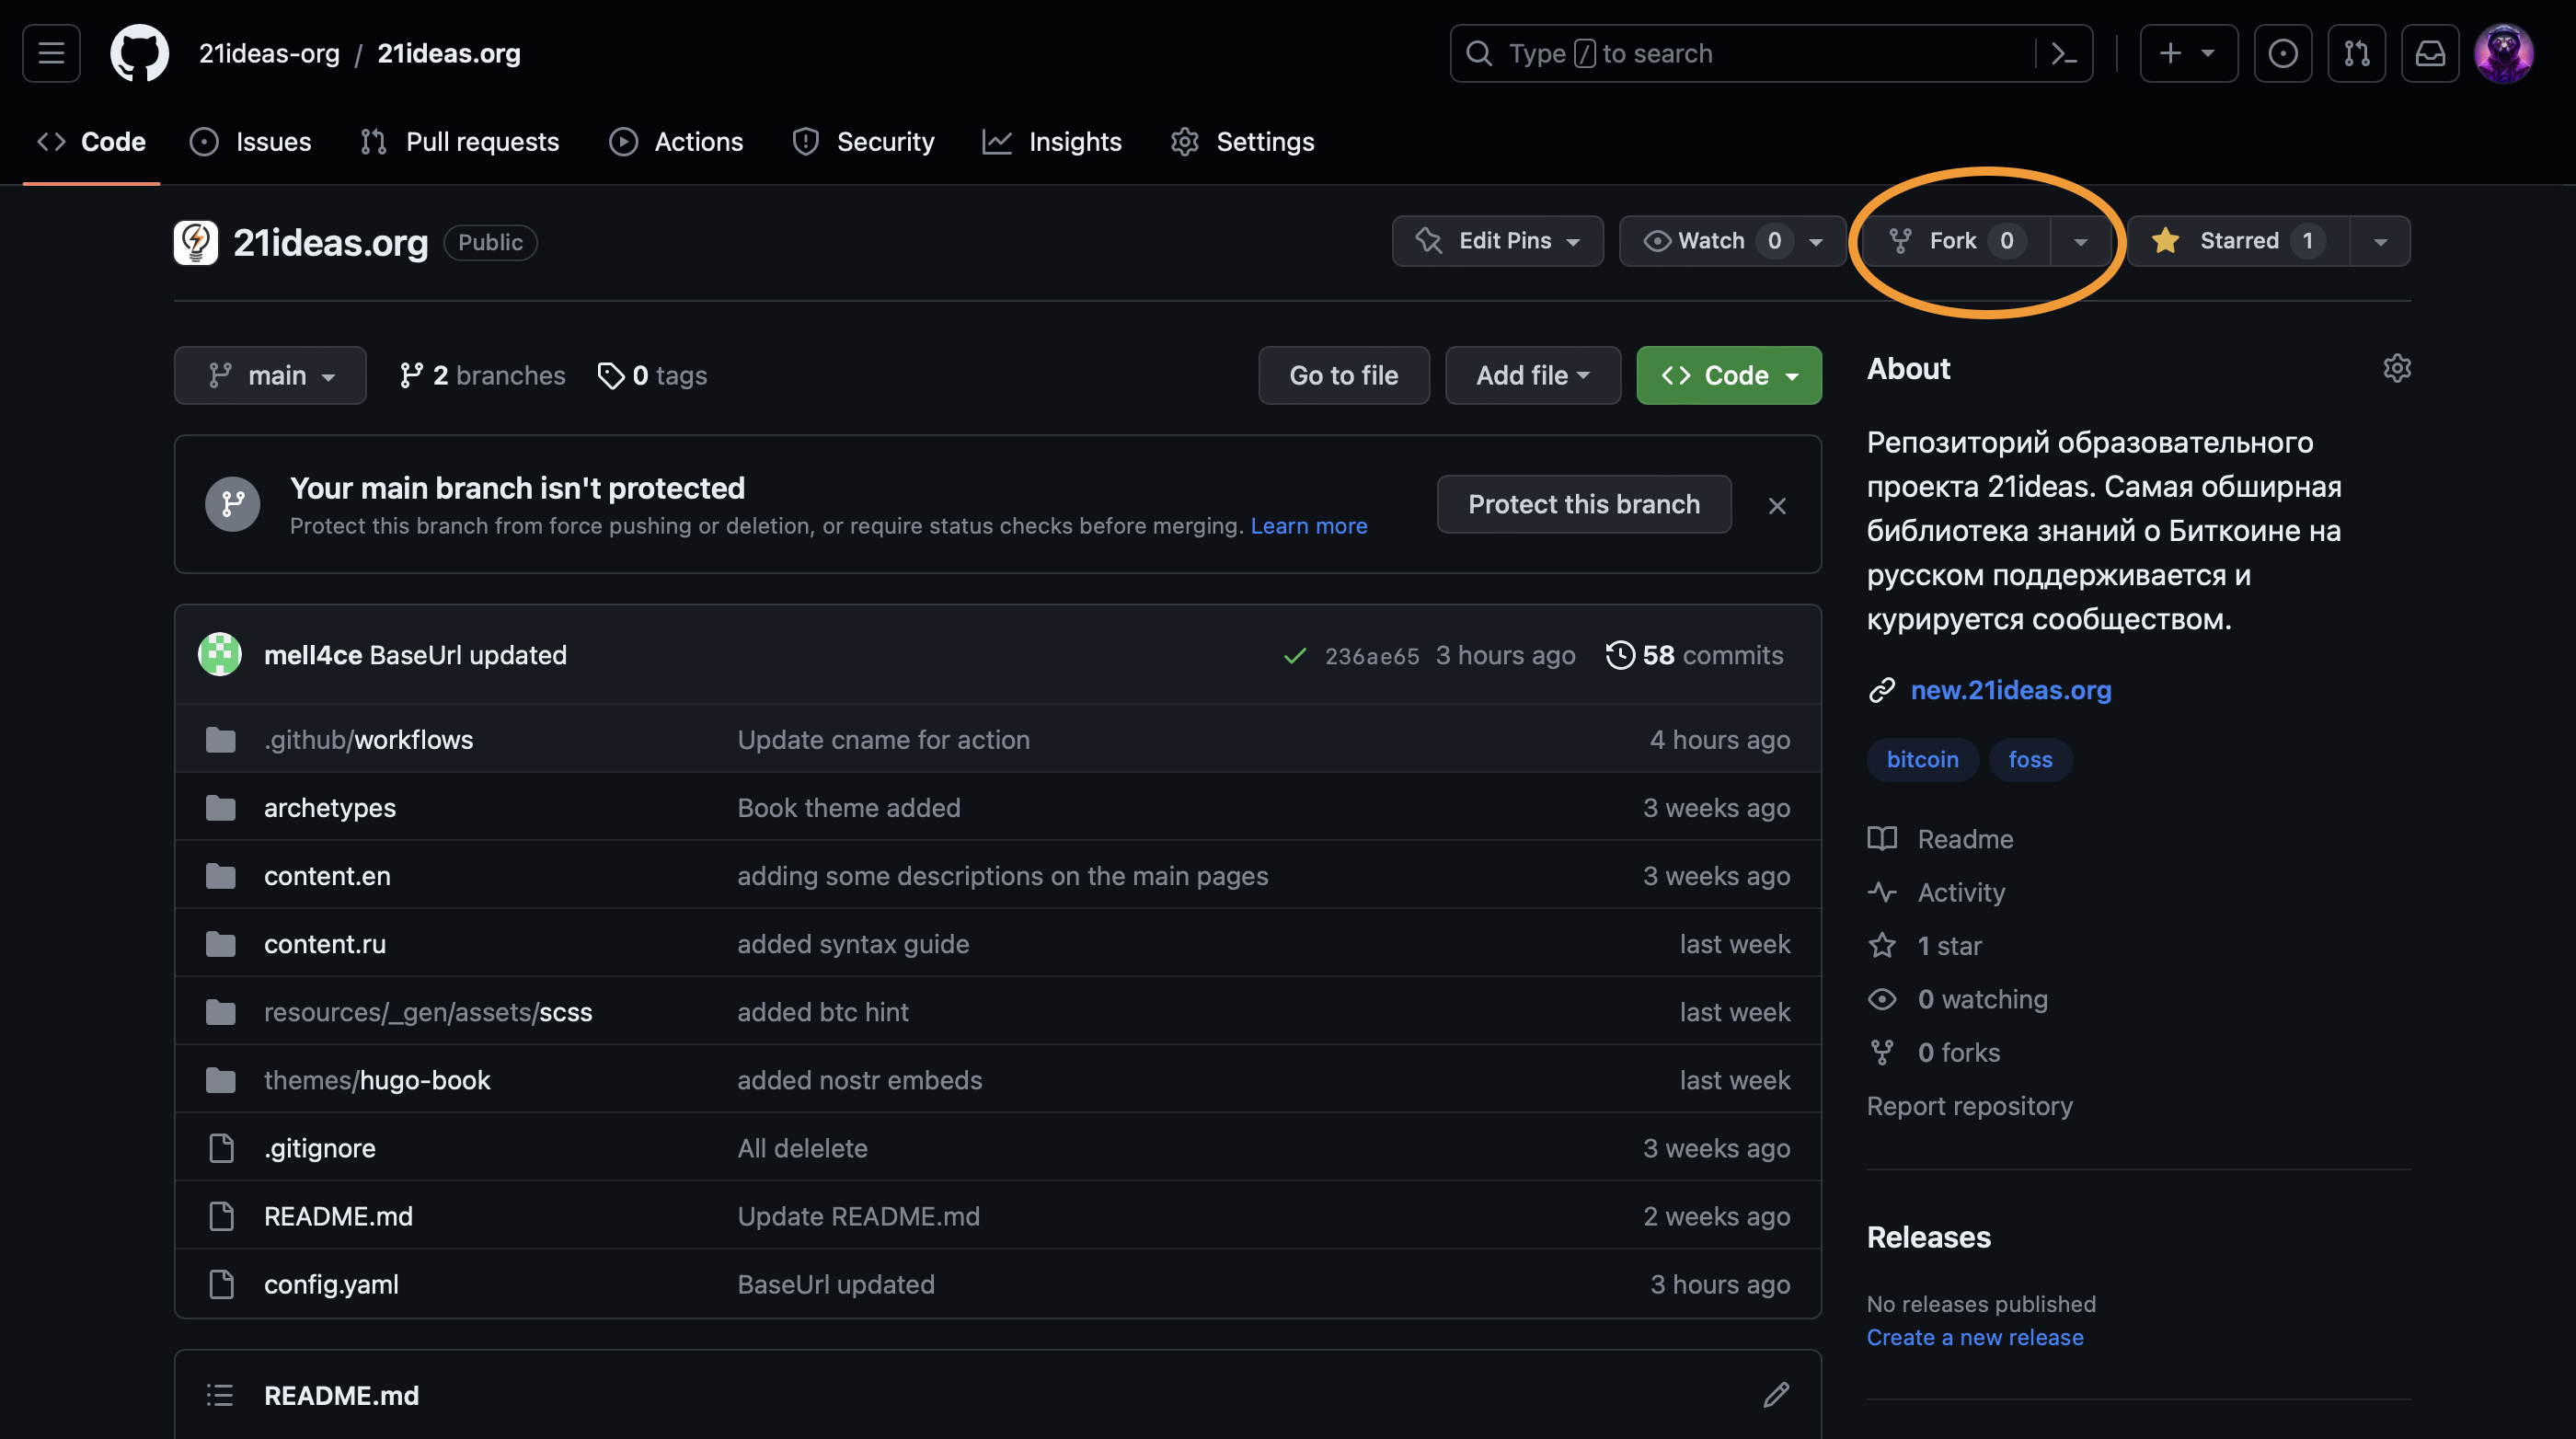 21ideas-org / 21ideas.org
Type / to search
Code
Issues
Pull requests
Actions
Security
Insights
Settings
21ideas.org Public
Edit Pins
Watch 0
Fork 0
Starred 1
main
2 branches
0 tags
Go to file
Add file
Code
Your main branch isn't protected
Protect this branch from force pushing or deletion, or require status checks before merging. Learn more
Protect this branch
mell4ce BaseUrl updated 236ae65 3 hours ago 58 commits
.github/workflows Update cname for action 4 hours ago
archetypes Book theme added 3 weeks ago
content.en adding some descriptions on the main pages 3 weeks ago
content.ru added syntax guide last week
resources/_gen/assets/scss added btc hint last week
themes/hugo-book added nostr embeds last week
.gitignore All delelete 3 weeks ago
README.md Update README.md 2 weeks ago
config.yaml BaseUrl updated 3 hours ago
README.md
About
Репозиторий образовательного
проекта 21ideas. Самая обширная
библиотека знаний о Биткоине на
русском поддерживается и
курируется сообществом.
new.21ideas.org
bitcoin foss
Readme
Activity
1 star
0 watching
0 forks
Report repository
Releases
No releases published
Create a new release